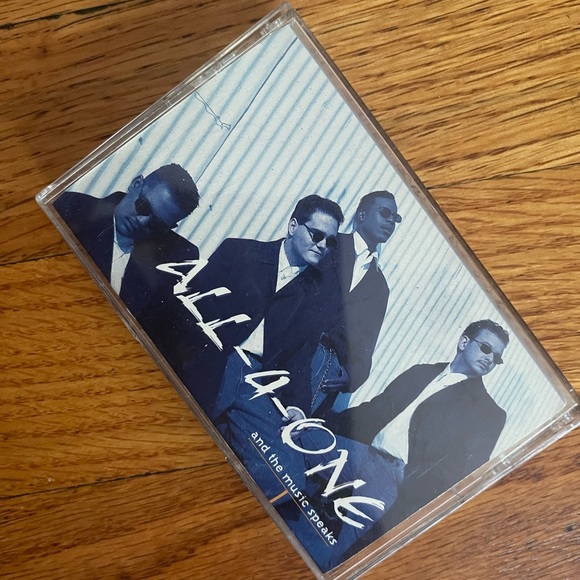 ALL-4-ONE
and the music speaks